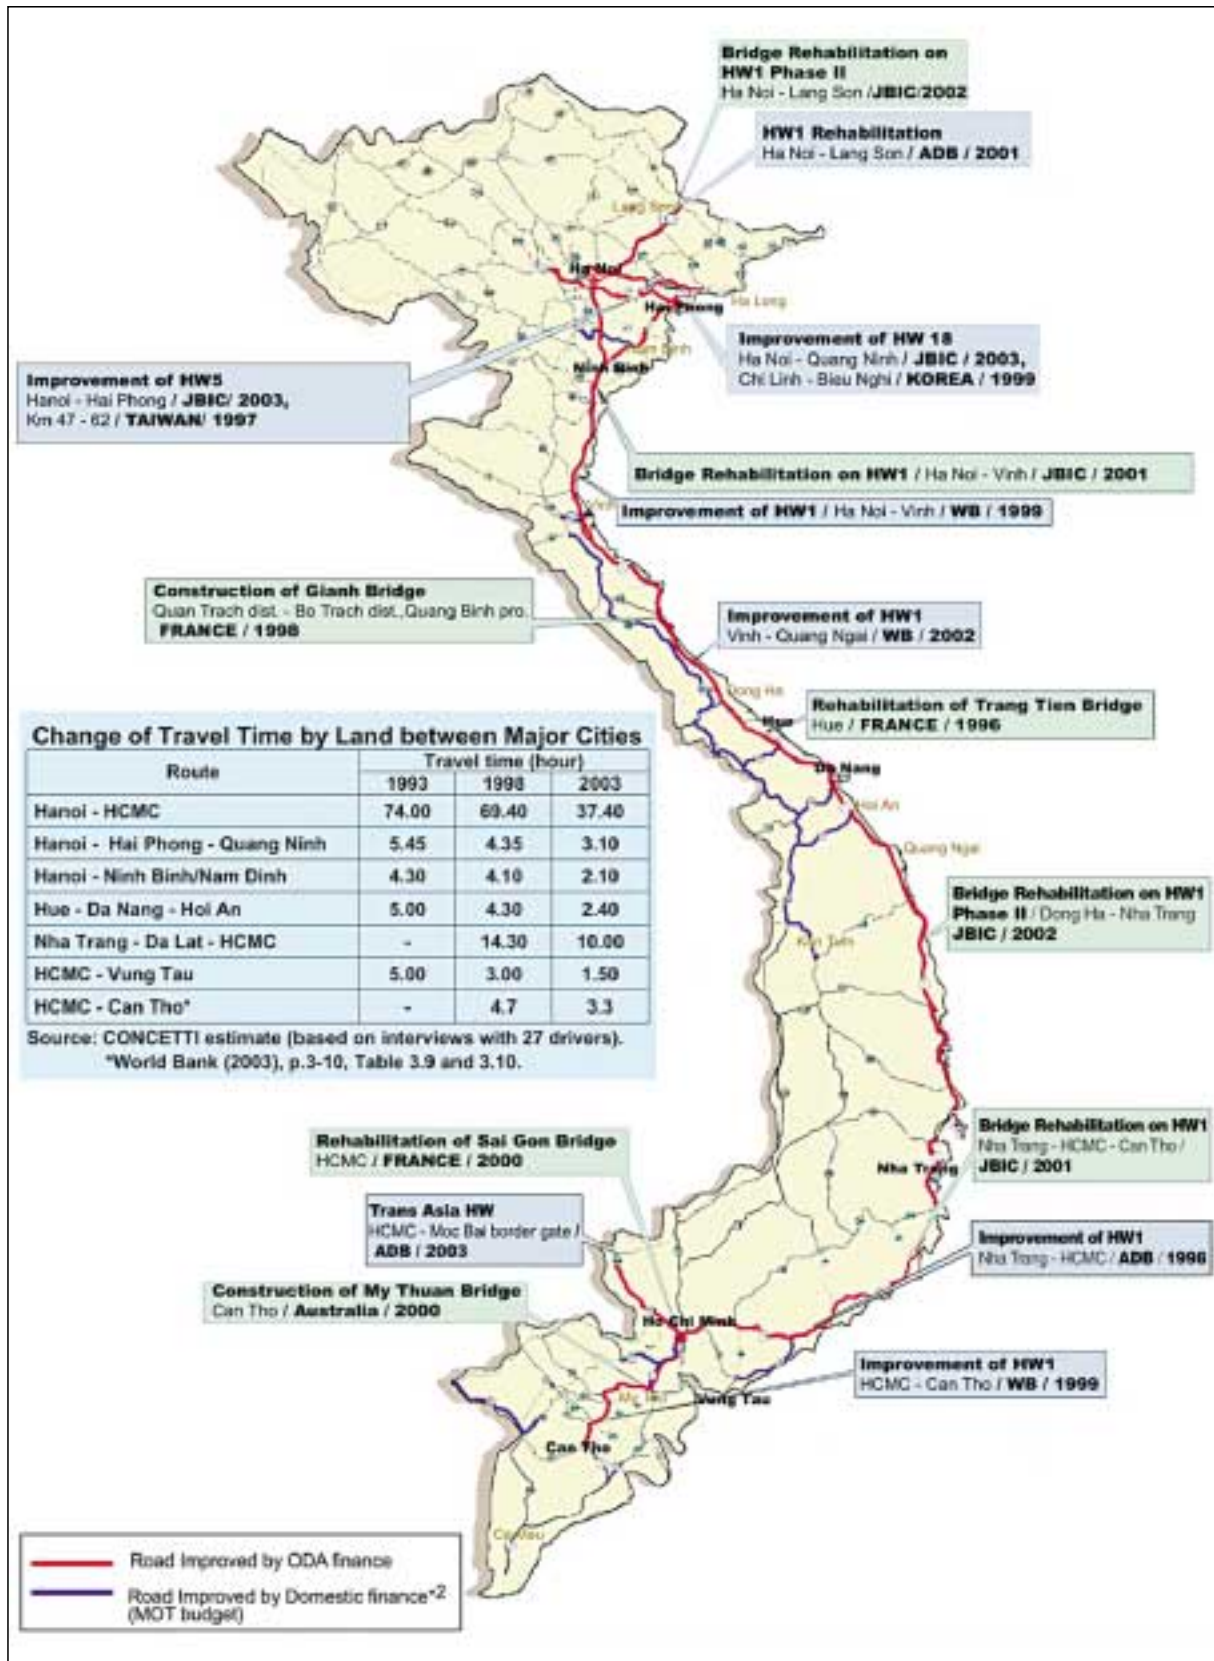 Bridge Rehabilitation on
HW1 Phase II
Ha Noi - Lang Son /JBIC/2002
HW1 Rehabilitation
Ha Noi - Lang Son / ADB / 2001
Lang Son
Ha Noi
Ha Long
Hai Phong
Improvement of HW 18
Ha Noi - Quang Ninh / JBIC / 2003,
Chi Linh - Bieu Nghi / KOREA / 1999
Ninh Binh
Improvement of HW5
Hanoi - Hai Phong / JBIC/ 2003,
Km 47 - 62 / TAIWAN/ 1997
Bridge Rehabilitation on HW1 / Ha Noi - Vinh / JBIC / 2001
Improvement of HW1 / Ha Noi - Vinh / WB / 1999
Construction of Gianh Bridge
Quan Trach dist. - Bo Trach dist.,Quang Binh pro.
FRANCE / 1998
Improvement of HW1
Vinh - Quang Ngai / WB / 2002
Dong Ha
Hue
Rehabilitation of Trang Tien Bridge
Hue / FRANCE / 1996
Da Nang
Hoi An
Quang Ngai
Change of Travel Time by Land between Major Cities
Route Travel time (hour)
1993 1998 2003
Hanoi - HCMC 74.00 69.40 37.40
Hanoi - Hai Phong - Quang Ninh 5.45 4.35 3.10
Hanoi - Ninh Binh/Nam Dinh 4.30 4.10 2.10
Hue - Da Nang - Hoi An 5.00 4.30 2.40
Nha Trang - Da Lat - HCMC - 14.30 10.00
HCMC - Vung Tau 5.00 3.00 1.50
HCMC - Can Tho* - 4.7 3.3
Source: CONCETTI estimate (based on interviews with 27 drivers).
*World Bank (2003), p.3-10, Table 3.9 and 3.10.
Bridge Rehabilitation on HW1
Phase II / Dong Ha - Nha Trang
JBIC / 2002
Kon Tum
Bridge Rehabilitation on HW1
Nha Trang - HCMC - Can Tho /
JBIC / 2001
Nha Trang
Rehabilitation of Sai Gon Bridge
HCMC / FRANCE / 2000
Trans Asia HW
HCMC - Moc Bai border gate /
ADB / 2003
Improvement of HW1
Nha Trang - HCMC / ADB / 1998
Construction of My Thuan Bridge
Can Tho / Australia / 2000
Ho Chi Minh
Improvement of HW1
HCMC - Can Tho / WB / 1999
Vung Tau
Can Tho
Ca Mau
Road Improved by ODA finance
Road Improved by Domestic finance*2
(MOT budget)